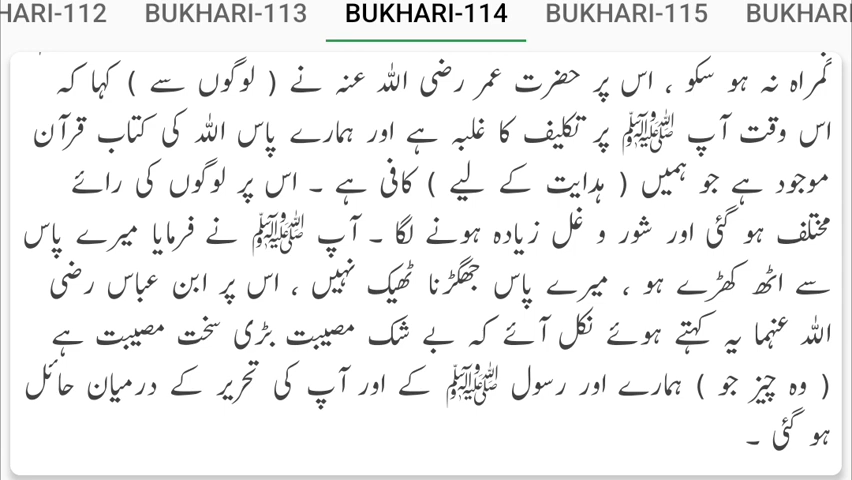 HARI-112 BUKHARI-113 BUKHARI-114 BUKHARI-115 BUKHARI
گمراہ نہ ہو سکو ، اس پر حضرت عمر رضی اللہ عنہ نے ( لوگوں سے ) کہا کہ
اس وقت آپ ﷺ پر تکلیف کا غلبہ ہے اور ہمارے پاس اللہ کی کتاب قرآن
موجود ہے جو ہمیں ( ہدایت کے لیے ) کافی ہے ۔ اس پر لوگوں کی رائے
مختلف ہو گئی اور شور و غل زیادہ ہونے لگا ۔ آپ ﷺ نے فرمایا میرے پاس
سے اٹھ کھڑے ہو ، میرے پاس جھگڑنا ٹھیک نہیں ، اس پر ابن عباس رضی
اللہ عنہما یہ کہتے ہوئے نکل آئے کہ بے شک مصیبت بڑی سخت مصیبت ہے
( وہ چیز جو ) ہمارے اور رسول ﷺ کے اور آپ کی تحریر کے درمیان حائل
ہو گئی ۔